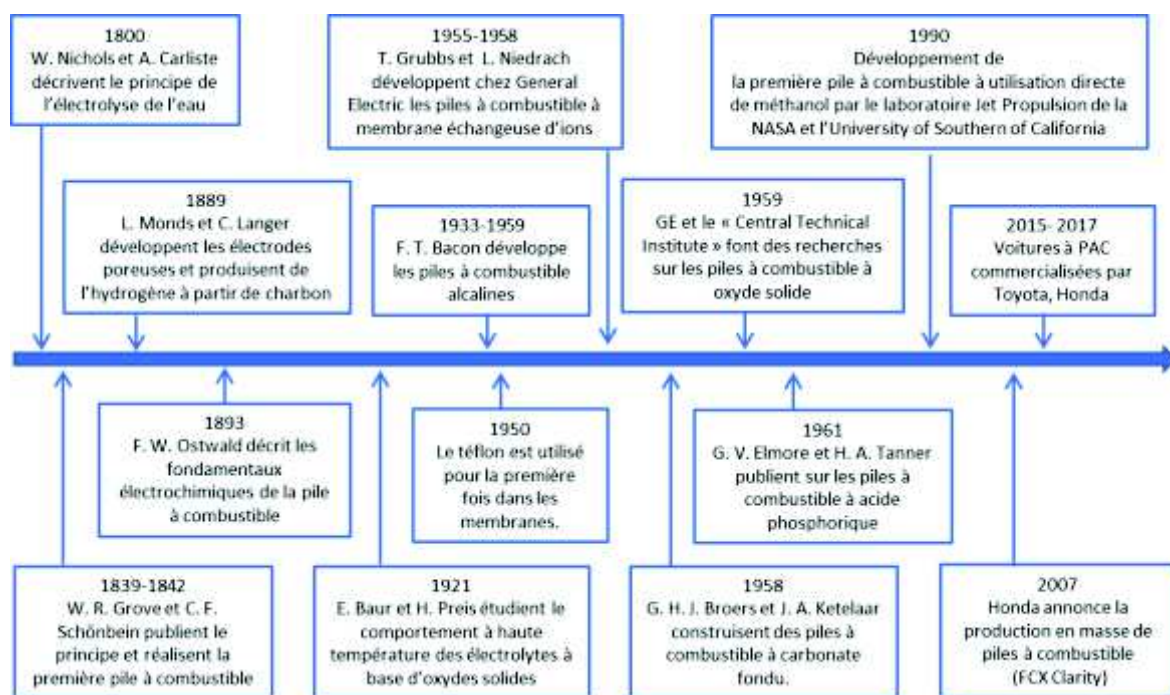 1800
W. Nichols et A. Carliste
décrivent le principe de
l'électrolyse de l'eau
1955-1958
T. Grubbs et L. Niedrach
développent chez General
Electric les piles à combustible à
membrane échangeuse d'ions
1990
Développement de
la première pile à combustible à utilisation directe
de méthanol par le laboratoire Jet Propulsion de la
NASA et l'University of Southern of California
1889
L. Monds et C. Langer
développent les électrodes
poreuses et produisent de
l'hydrogène à partir de charbon
1933-1959
F. T. Bacon développe
les piles à combustible
alcalines
1959
GE et le « Central Technical
Institute » font des recherches
sur les piles à combustible à
oxyde solide
2015- 2017
Voitures à PAC
commercialisées par
Toyota, Honda
1893
F. W. Ostwald décrit les
fondamentaux
électrochimiques de la pile
à combustible
1950
Le téflon est utilisé
pour la première
fois dans les
membranes.
1961
G. V. Elmore et H. A. Tanner
publient sur les piles à
combustible à acide
phosphorique
1839-1842
W. R. Grove et C. F.
Schönbein publient le
principe et réalisent la
première pile à combustible
1921
E. Baur et H. Preis étudient le
comportement à haute
température des électrolytes à
base d'oxydes solides
1958
G. H. J. Broers et J. A. Ketelaar
construisent des piles à
combustible à carbonate
fondu.
2007
Honda annonce la
production en masse de
piles à combustible
(FCX Clarity)